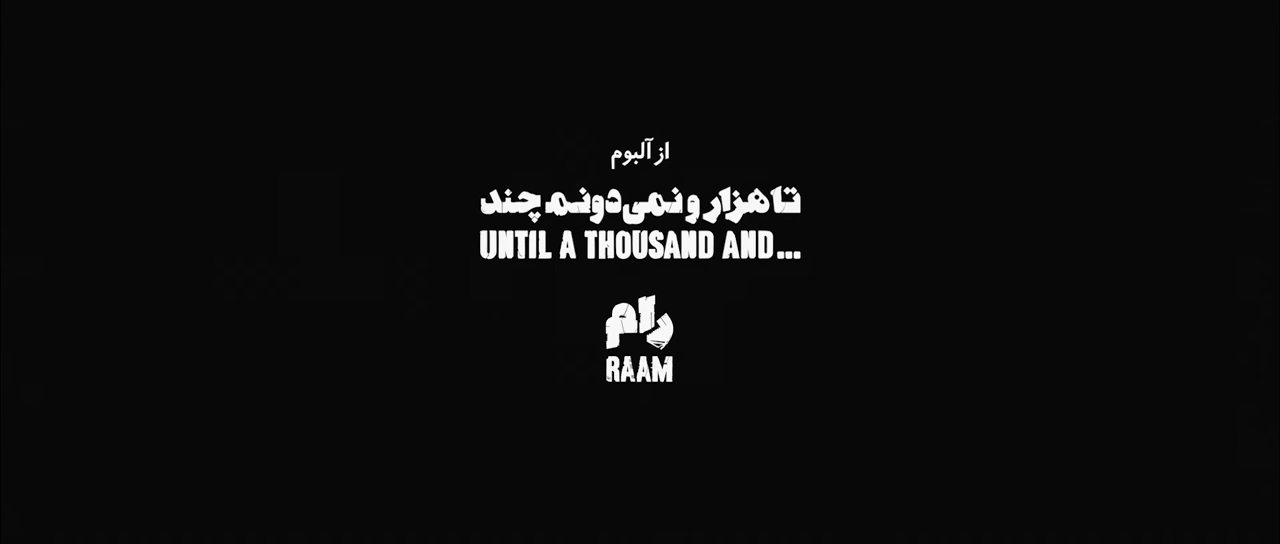 از آلبوم
تا هزار و نمی‌دونم چند
UNTIL A THOUSAND AND...
رام
RAAM